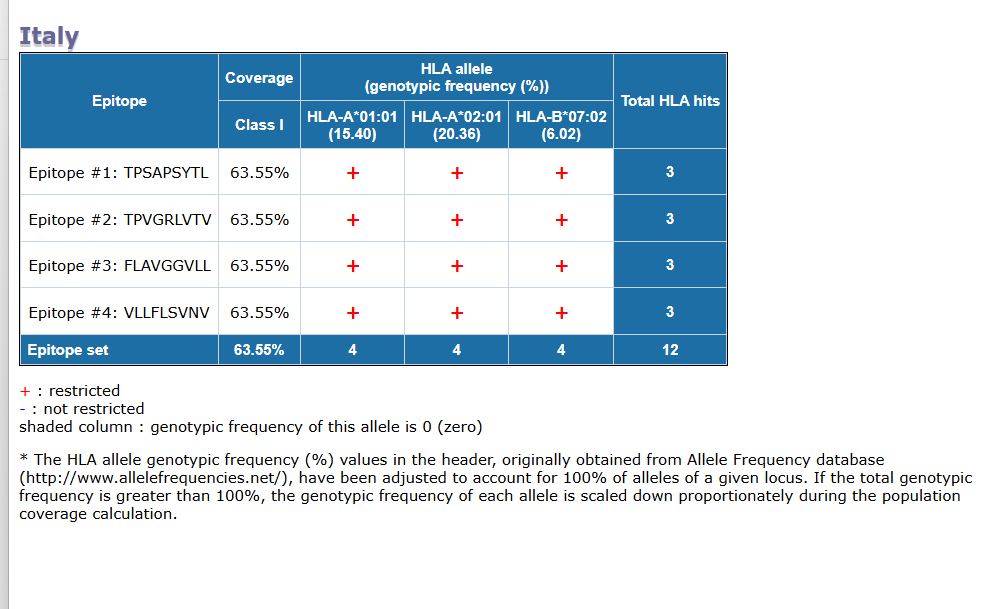 Italy
Epitope Coverage HLA allele Total HLA hits
(genotypic frequency (%))
Class I HLA-A*01:01 HLA-A*02:01 HLA-B*07:02
(15.40) (20.36) (6.02)
Epitope #1: TPSAPSYTL 63.55% + + + 3
Epitope #2: TPVGRLVTV 63.55% + + + 3
Epitope #3: FLAVGGVLL 63.55% + + + 3
Epitope #4: VLLFLSVNV 63.55% + + + 3
Epitope set 63.55% 4 4 4 12
+ : restricted
- : not restricted
shaded column : genotypic frequency of this allele is 0 (zero)
* The HLA allele genotypic frequency (%) values in the header, originally obtained from Allele Frequency database
(http://www.allelefrequencies.net/), have been adjusted to account for 100% of alleles of a given locus. If the total genotypic
frequency is greater than 100%, the genotypic frequency of each allele is scaled down proportionately during the population
coverage calculation.